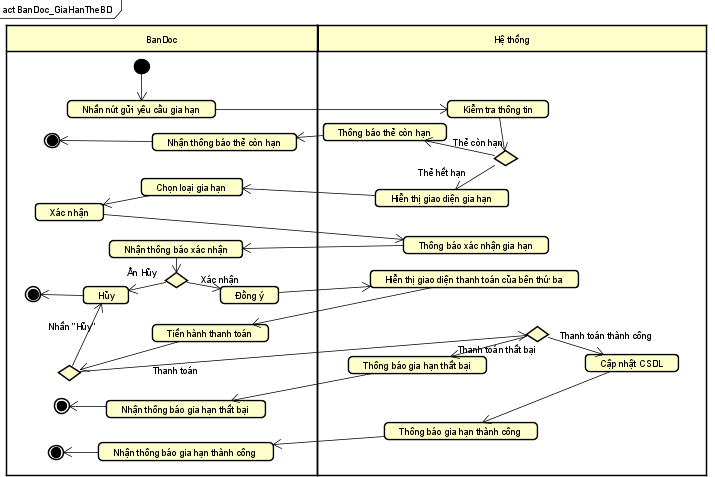 act BanDoc_GiaHanTheBD
BanDoc
Hệ thống
Nhấn nút gửi yêu cầu gia hạn
Kiểm tra thông tin
Thông báo thẻ còn hạn
Nhận thông báo thẻ còn hạn
Thẻ còn hạn
Thẻ hết hạn
Chọn loại gia hạn
Hiển thị giao diện gia hạn
Xác nhận
Thông báo xác nhận gia hạn
Nhận thông báo xác nhận
Ấn Hủy
Xác nhận
Hiển thị giao diện thanh toán của bên thứ ba
Hủy
Đồng ý
Nhấn "Hủy"
Tiến hành thanh toán
Thanh toán thành công
Thanh toán thất bại
Thanh toán
Thông báo gia hạn thất bại
Cập nhật CSDL
Nhận thông báo gia hạn thất bại
Thông báo gia hạn thành công
Nhận thông báo gia hạn thành công